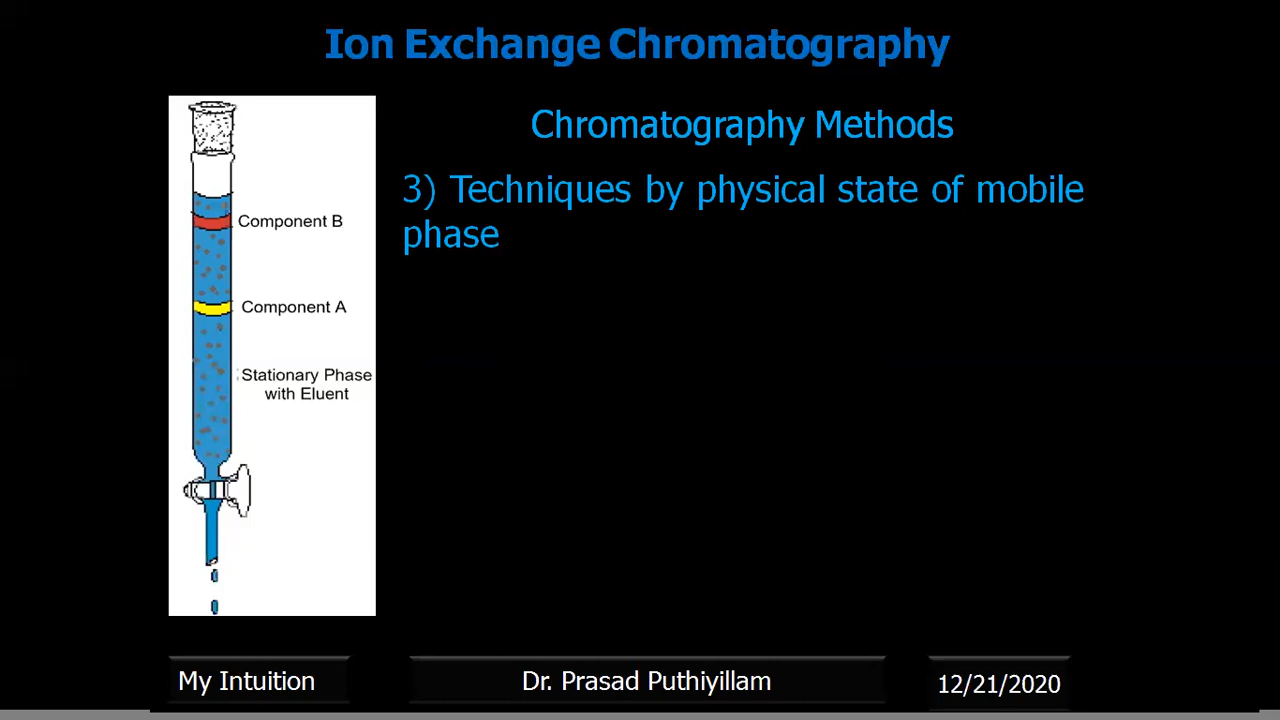 Ion Exchange Chromatography
Chromatography Methods
3) Techniques by physical state of mobile
phase
Component B
Component A
Stationary Phase
with Eluent
My Intuition
Dr. Prasad Puthiyillam
12/21/2020